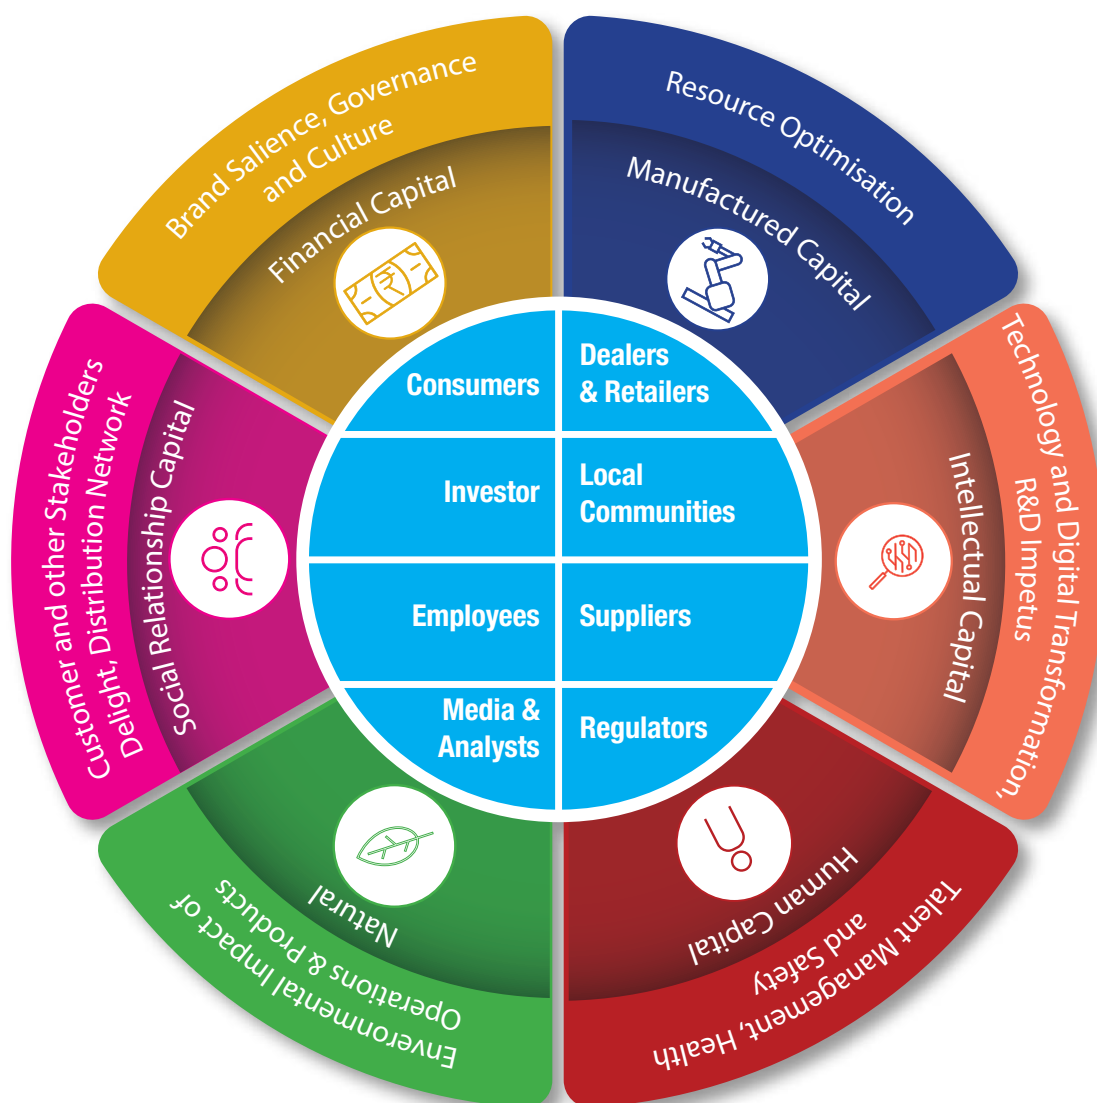 Brand Salience, Governance
and Culture
Financial Capital
Resource Optimisation
Manufactured Capital
Technology and Digital Transformation,
R&D Impetus
Intellectual Capital
Talent Management, Health
and Safety
Human Capital
Enveronmental Impact of
Operations & Products
Natural
Customer and other Stakeholders
Delight, Distribution Network
Social Relationship Capital
Consumers
Dealers
& Retailers
Investor
Local
Communities
Employees
Suppliers
Media &
Analysts
Regulators
₹